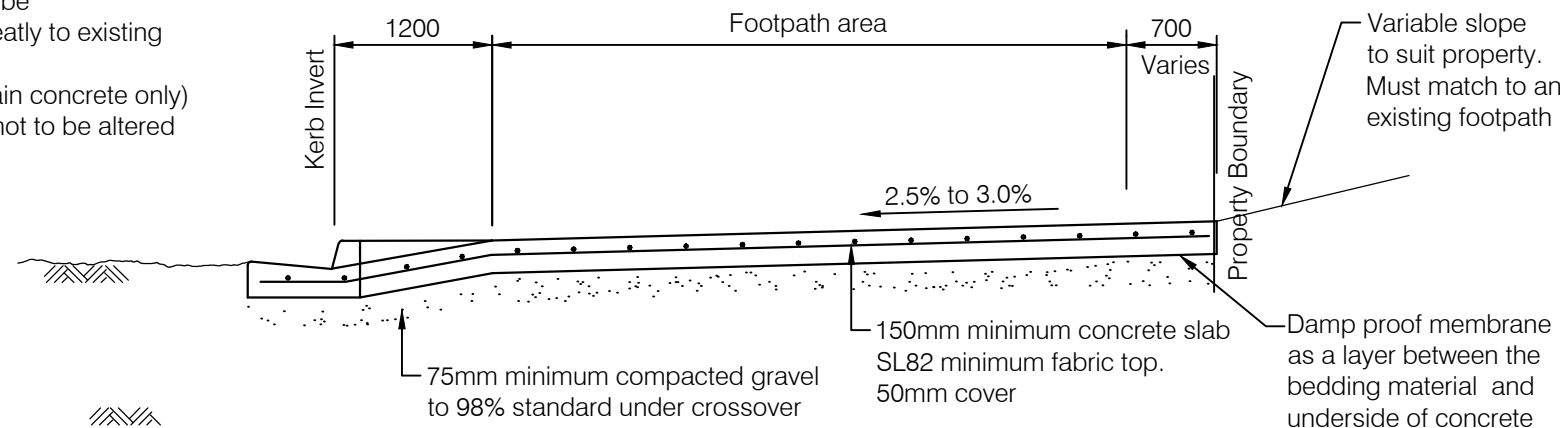 be
eatly to existing
ain concrete only)
not to be altered
1200
Footpath area
700
Varies
Kerb Invert
Property Boundary
Variable slope
to suit property.
Must match to an
existing footpath
2.5% to 3.0%
75mm minimum compacted gravel
to 98% standard under crossover
150mm minimum concrete slab
SL82 minimum fabric top.
50mm cover
Damp proof membrane
as a layer between the
bedding material and
underside of concrete